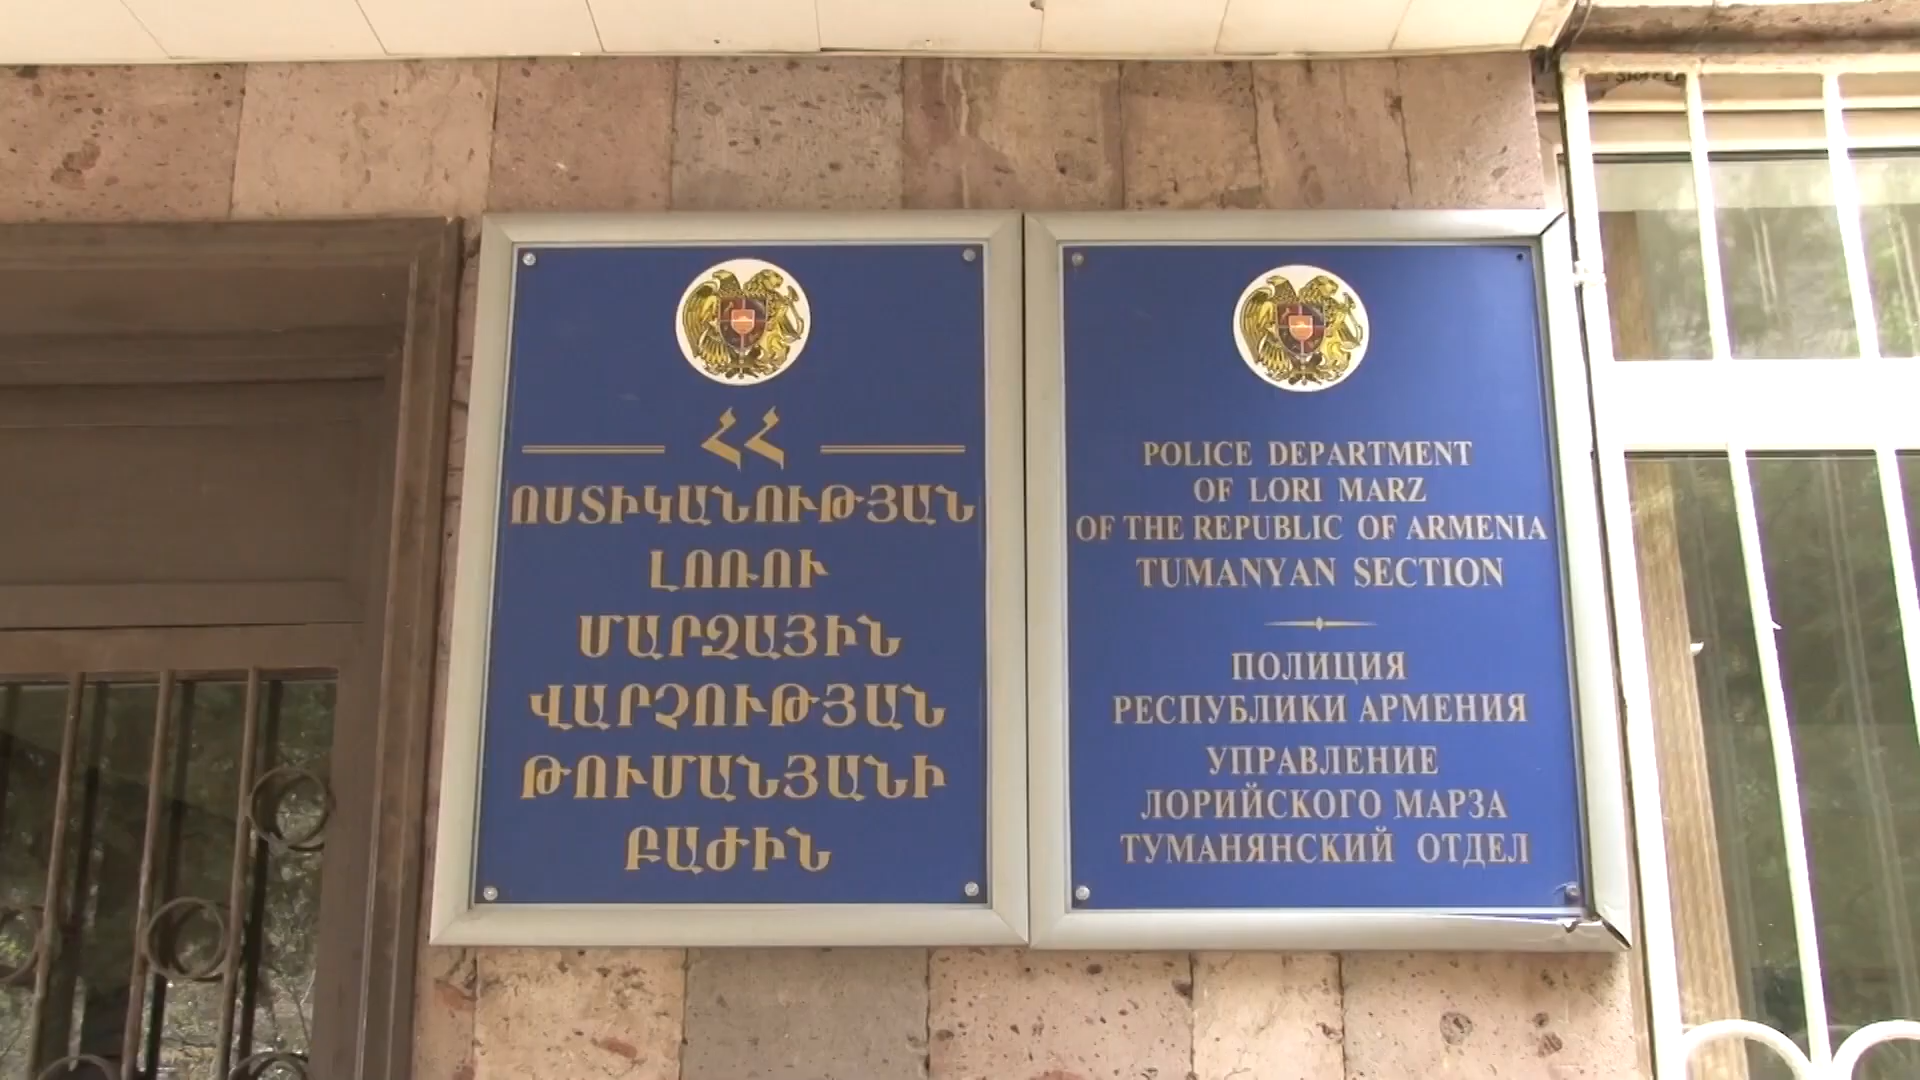 ՀՀ
ՈՍՏԻԿԱՆՈՒԹՅԱՆ
ԼՈՌՈՒ
ՄԱՐԶԱՅԻՆ
ՎԱՐՉՈՒԹՅԱՆ
ԹՈՒՄԱՆՅԱՆԻ
ԲԱԺԻՆ
POLICE DEPARTMENT
OF LORI MARZ
OF THE REPUBLIC OF ARMENIA
TUMANYAN SECTION
ПОЛИЦИЯ
РЕСПУБЛИКИ АРМЕНИЯ
УПРАВЛЕНИЕ
ЛОРИЙСКОГО МАРЗА
ТУМАНЯНСКИЙ ОТДЕЛ